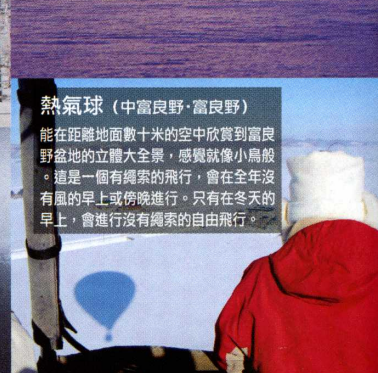 熱氣球（中富良野·富良野）
能在距離地面數十米的空中欣賞到富良
野盆地的立體大全景，感覺就像小鳥般
。這是一個有繩索的飛行，會在全年沒
有風的早上或傍晚進行。只有在冬天的
早上，會進行沒有繩索的自由飛行。